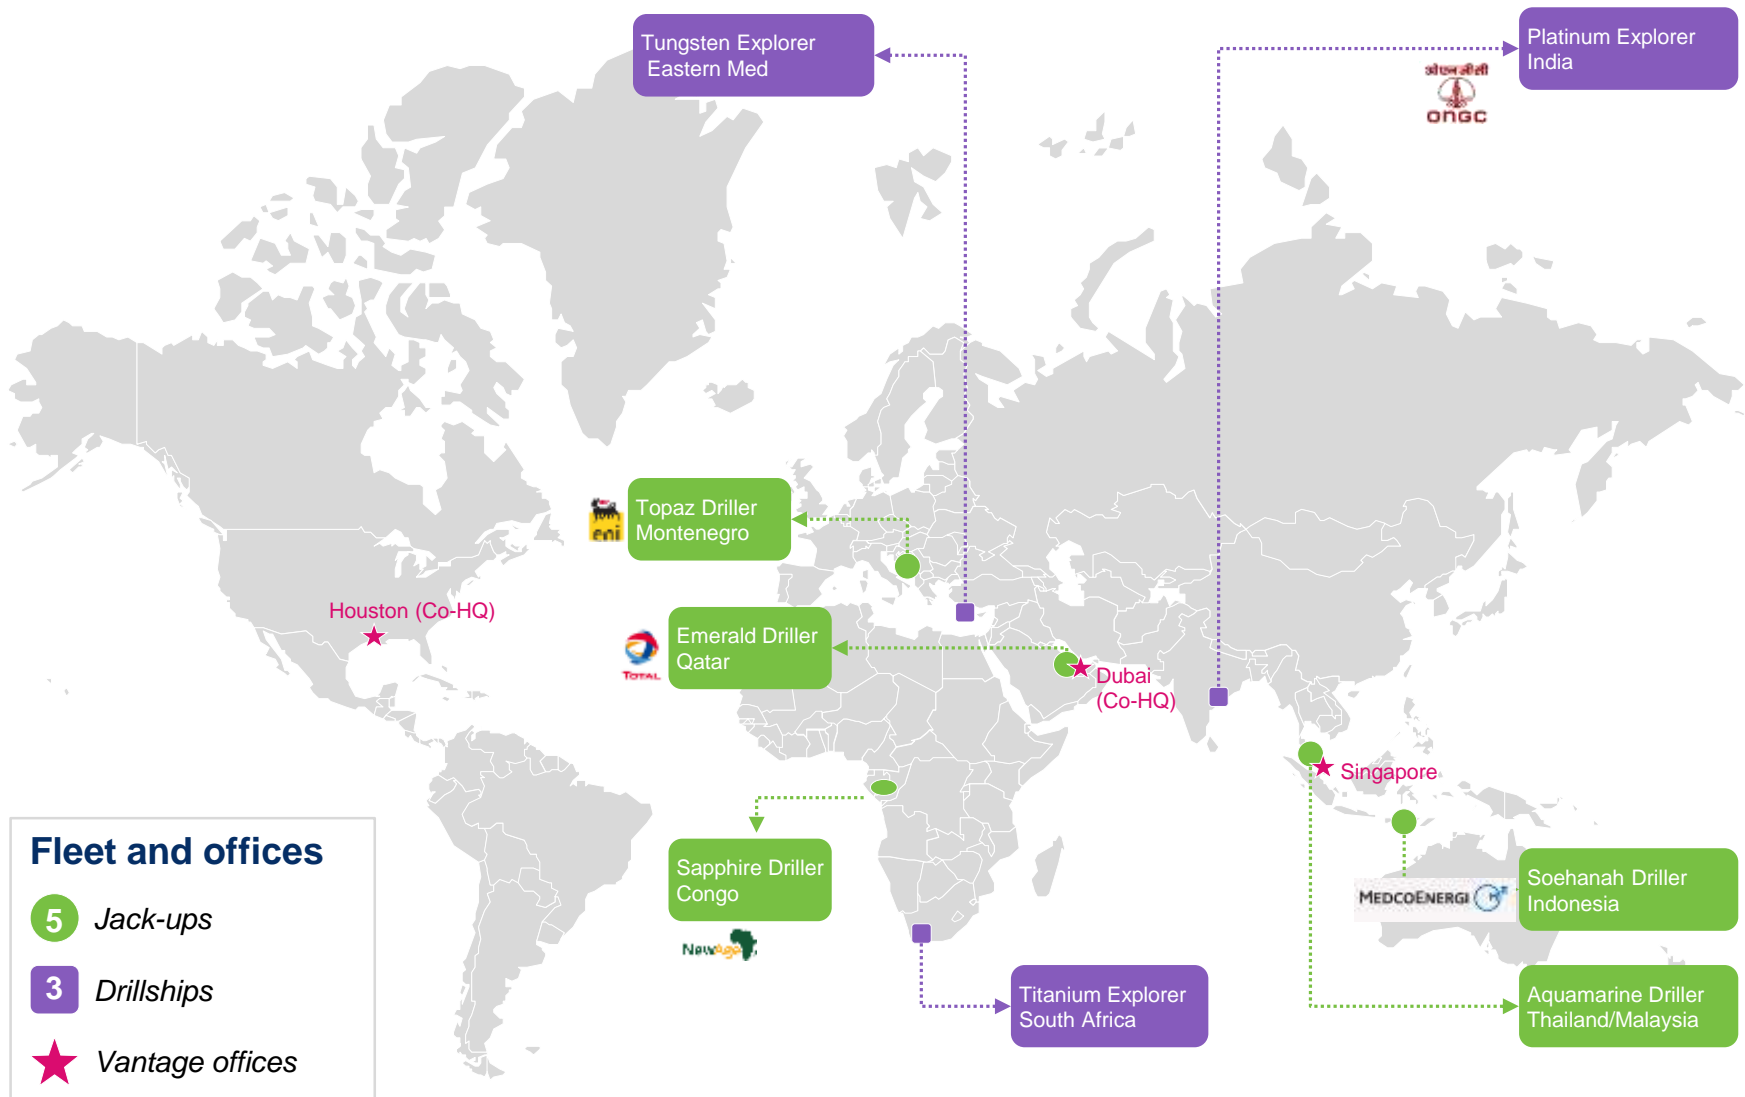 Tungsten Explorer
Eastern Med
Platinum Explorer
India
ओएनजीसी
ONGC
Topaz Driller
Montenegro
eni
Houston (Co-HQ)
Emerald Driller
Qatar
TOTAL
Dubai
(Co-HQ)
Singapore
Sapphire Driller
Congo
NewAge
MEDCOENERGI
Soehanah Driller
Indonesia
Titanium Explorer
South Africa
Aquamarine Driller
Thailand/Malaysia
Fleet and offices
5 Jack-ups
3 Drillships
Vantage offices